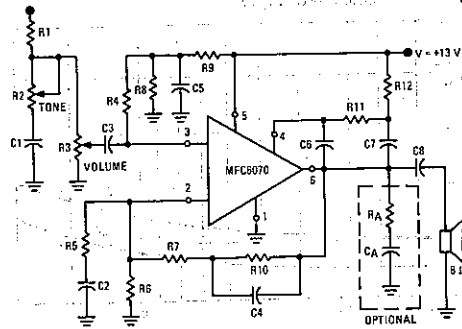 R1
R2
TONE
C1
R3
VOLUME
C3
R4
R8
C5
R9
V = +13 V
R12
R11
C6
C7
C8
5
4
3
MFC6070
6
2
1
R5
C2
R6
R7
R10
C4
RA
CA
OPTIONAL
8 Ω